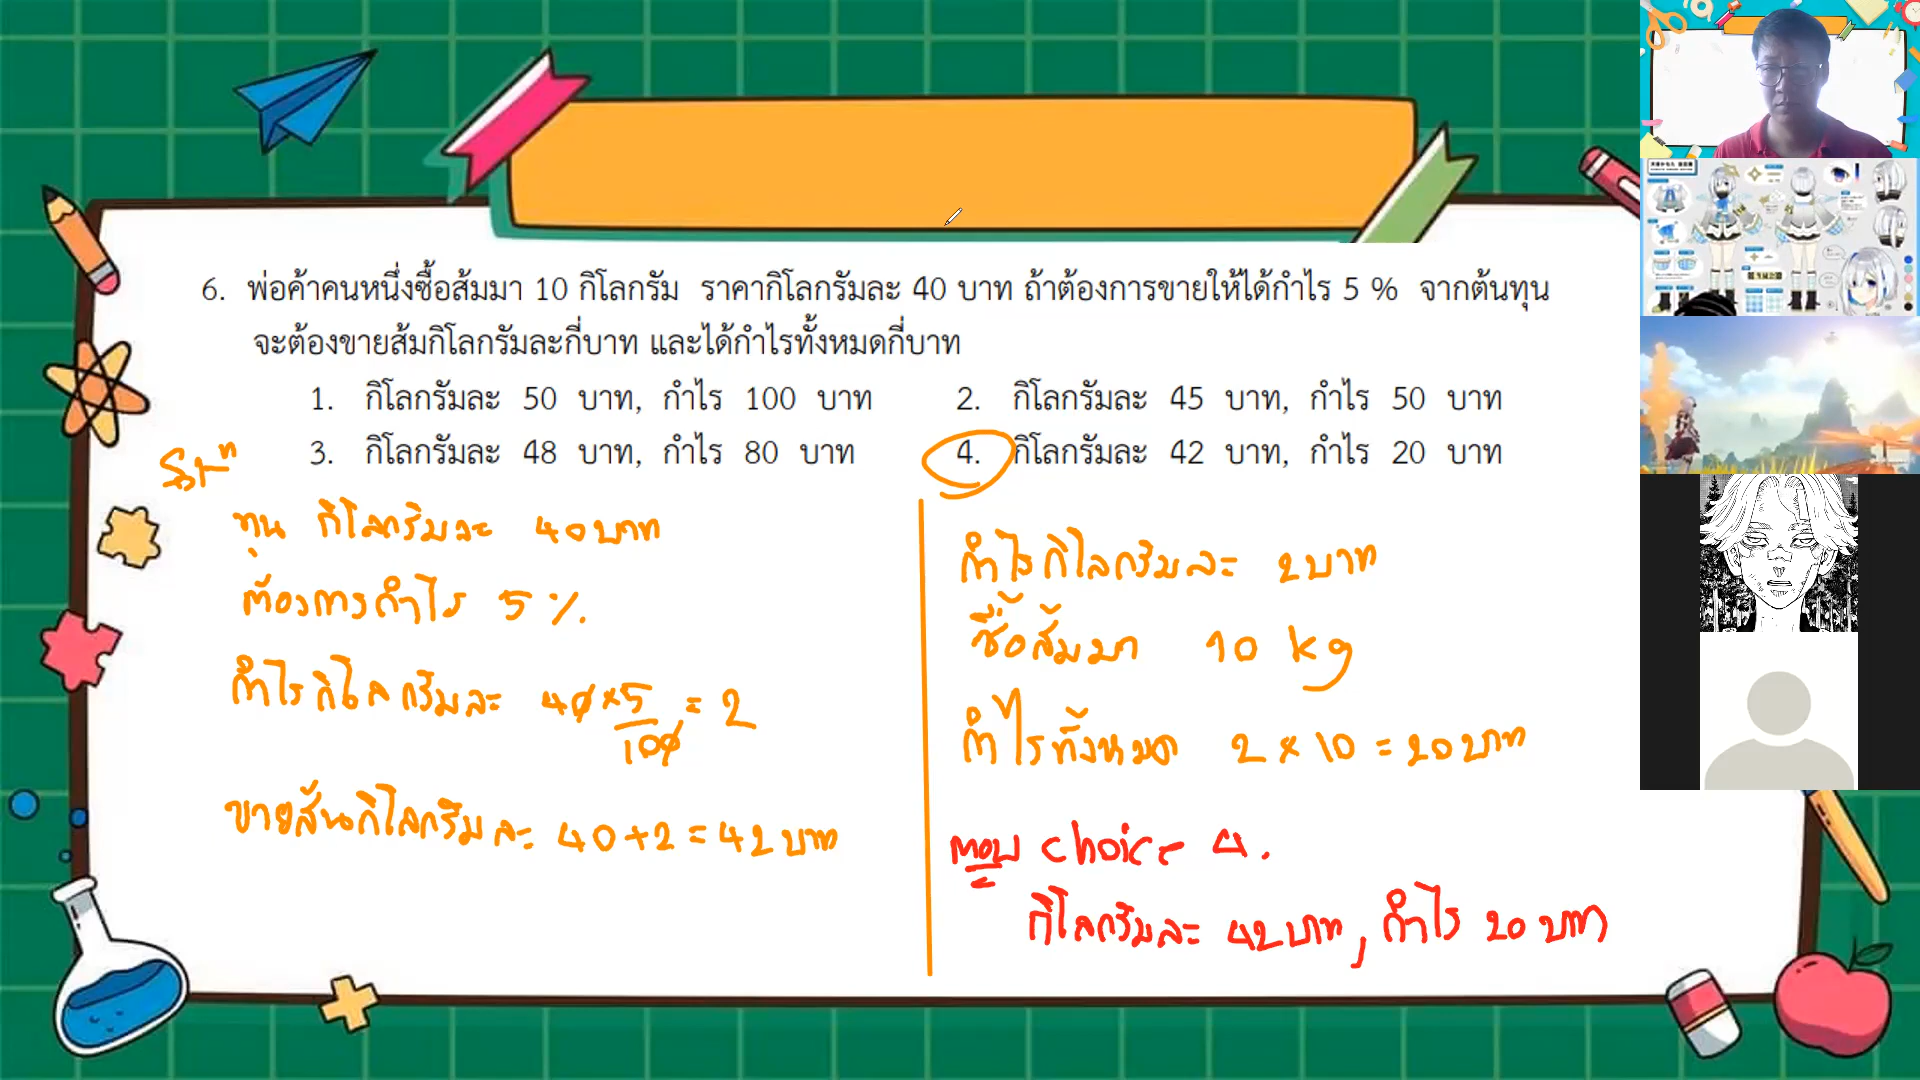 6. พ่อค้าคนหนึ่งซื้อส้มมา 10 กิโลกรัม ราคากิโลกรัมละ 40 บาท ถ้าต้องการขายให้ได้กำไร 5 % จากต้นทุน
จะต้องขายส้มกิโลกรัมละกี่บาท และได้กำไรทั้งหมดกี่บาท
1. กิโลกรัมละ 50 บาท, กำไร 100 บาท
2. กิโลกรัมละ 45 บาท, กำไร 50 บาท
3. กิโลกรัมละ 48 บาท, กำไร 80 บาท
4. กิโลกรัมละ 42 บาท, กำไร 20 บาท
ทุน กิโลกรัมละ 40 บาท
ต้องการกำไร 5 %.
กำไรกิโลกรัมละ 40 × 5 / 100 = 2
ขายส้มกิโลกรัมละ 40 + 2 = 42 บาท
กำไรกิโลกรัมละ 2 บาท
ซื้อส้มมา 10 kg
กำไรทั้งหมด 2 × 10 = 20 บาท
ตอบ choice 4.
กิโลกรัมละ 42 บาท, กำไร 20 บาท